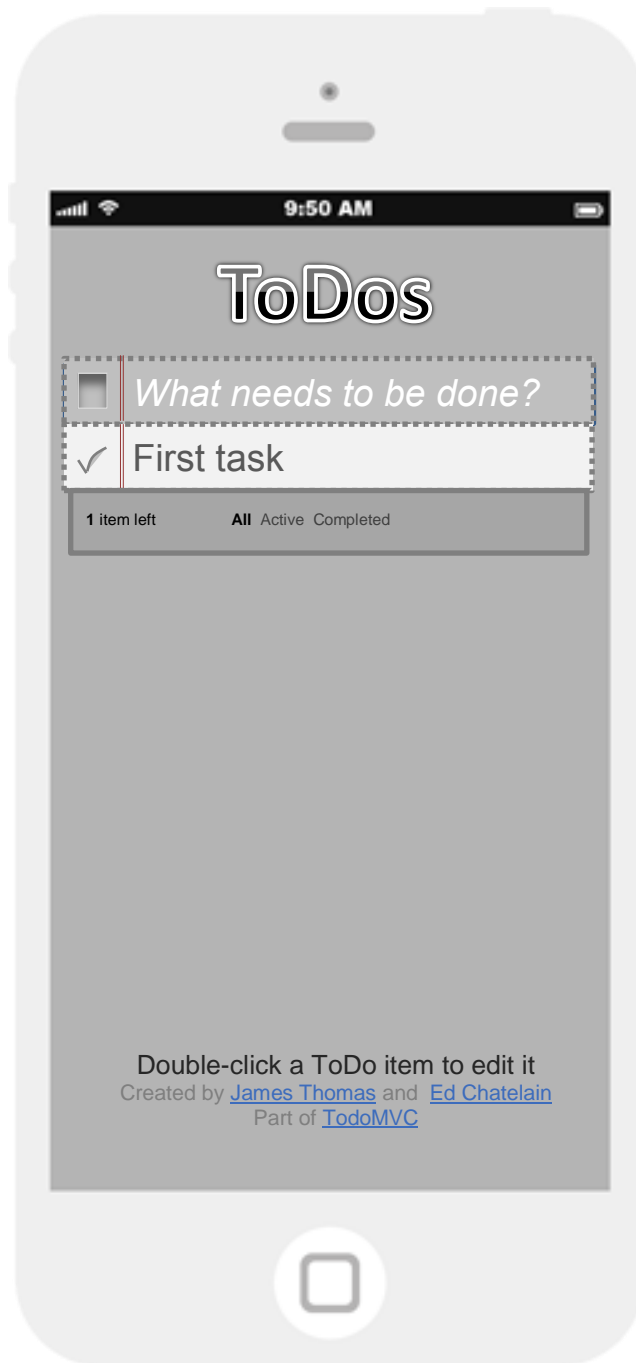 9:50 AM
ToDos
What needs to be done?
First task
1 item left All Active Completed
Double-click a ToDo item to edit it
Created by James Thomas and Ed Chatelain
Part of TodoMVC